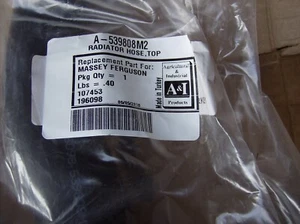 A-539808M2
RADIATOR HOSE,TOP
Replacement Part For:
MASSEY FERGUSON
Pkg Qty = 1
Lbs = .40
107453
196098
Made in Turkey
Agricultural
& Industrial
A&I
Products